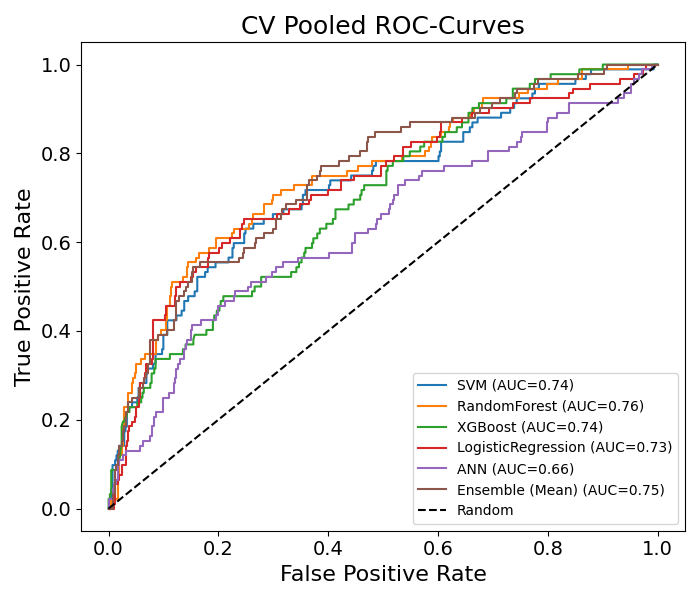 CV Pooled ROC-Curves
True Positive Rate
1.0
0.8
0.6
0.4
0.2
0.0
SVM (AUC=0.74)
RandomForest (AUC=0.76)
XGBoost (AUC=0.74)
LogisticRegression (AUC=0.73)
ANN (AUC=0.66)
Ensemble (Mean) (AUC=0.75)
Random
0.0 0.2 0.4 0.6 0.8 1.0
False Positive Rate